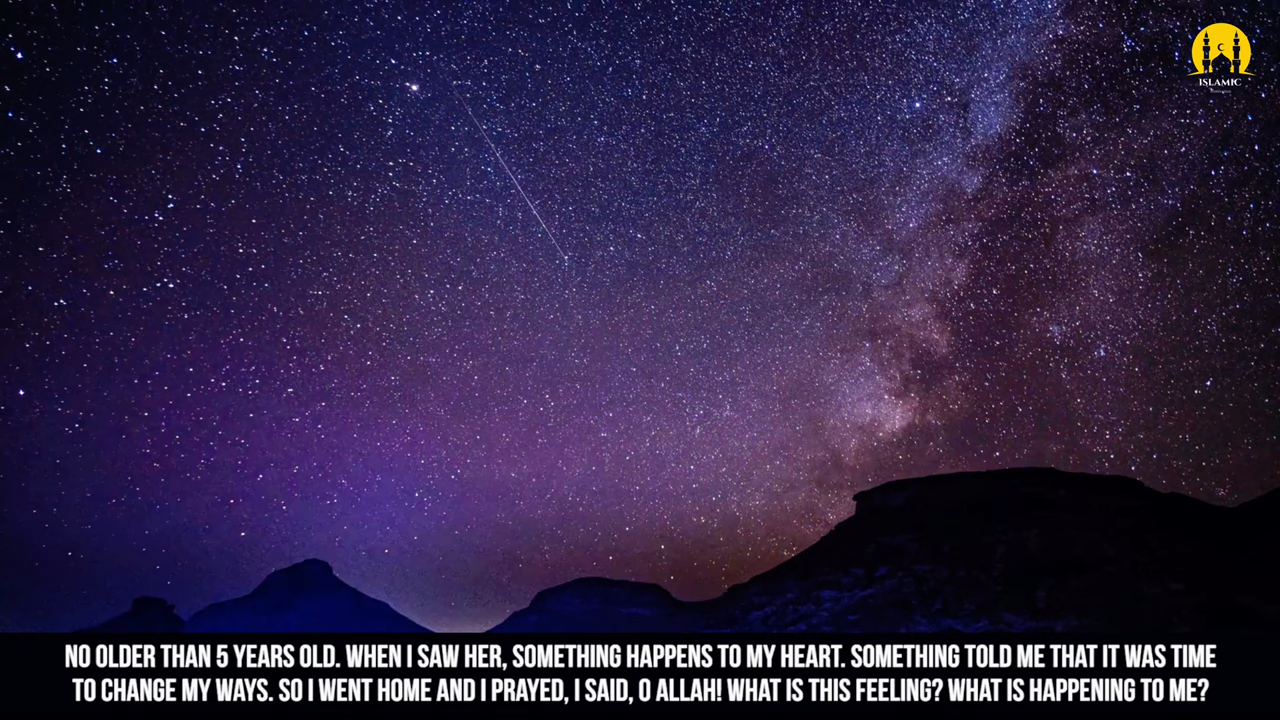 ISLAMIC
NO OLDER THAN 5 YEARS OLD. WHEN I SAW HER, SOMETHING HAPPENS TO MY HEART. SOMETHING TOLD ME THAT IT WAS TIME
TO CHANGE MY WAYS. SO I WENT HOME AND I PRAYED, I SAID, O ALLAH! WHAT IS THIS FEELING? WHAT IS HAPPENING TO ME?